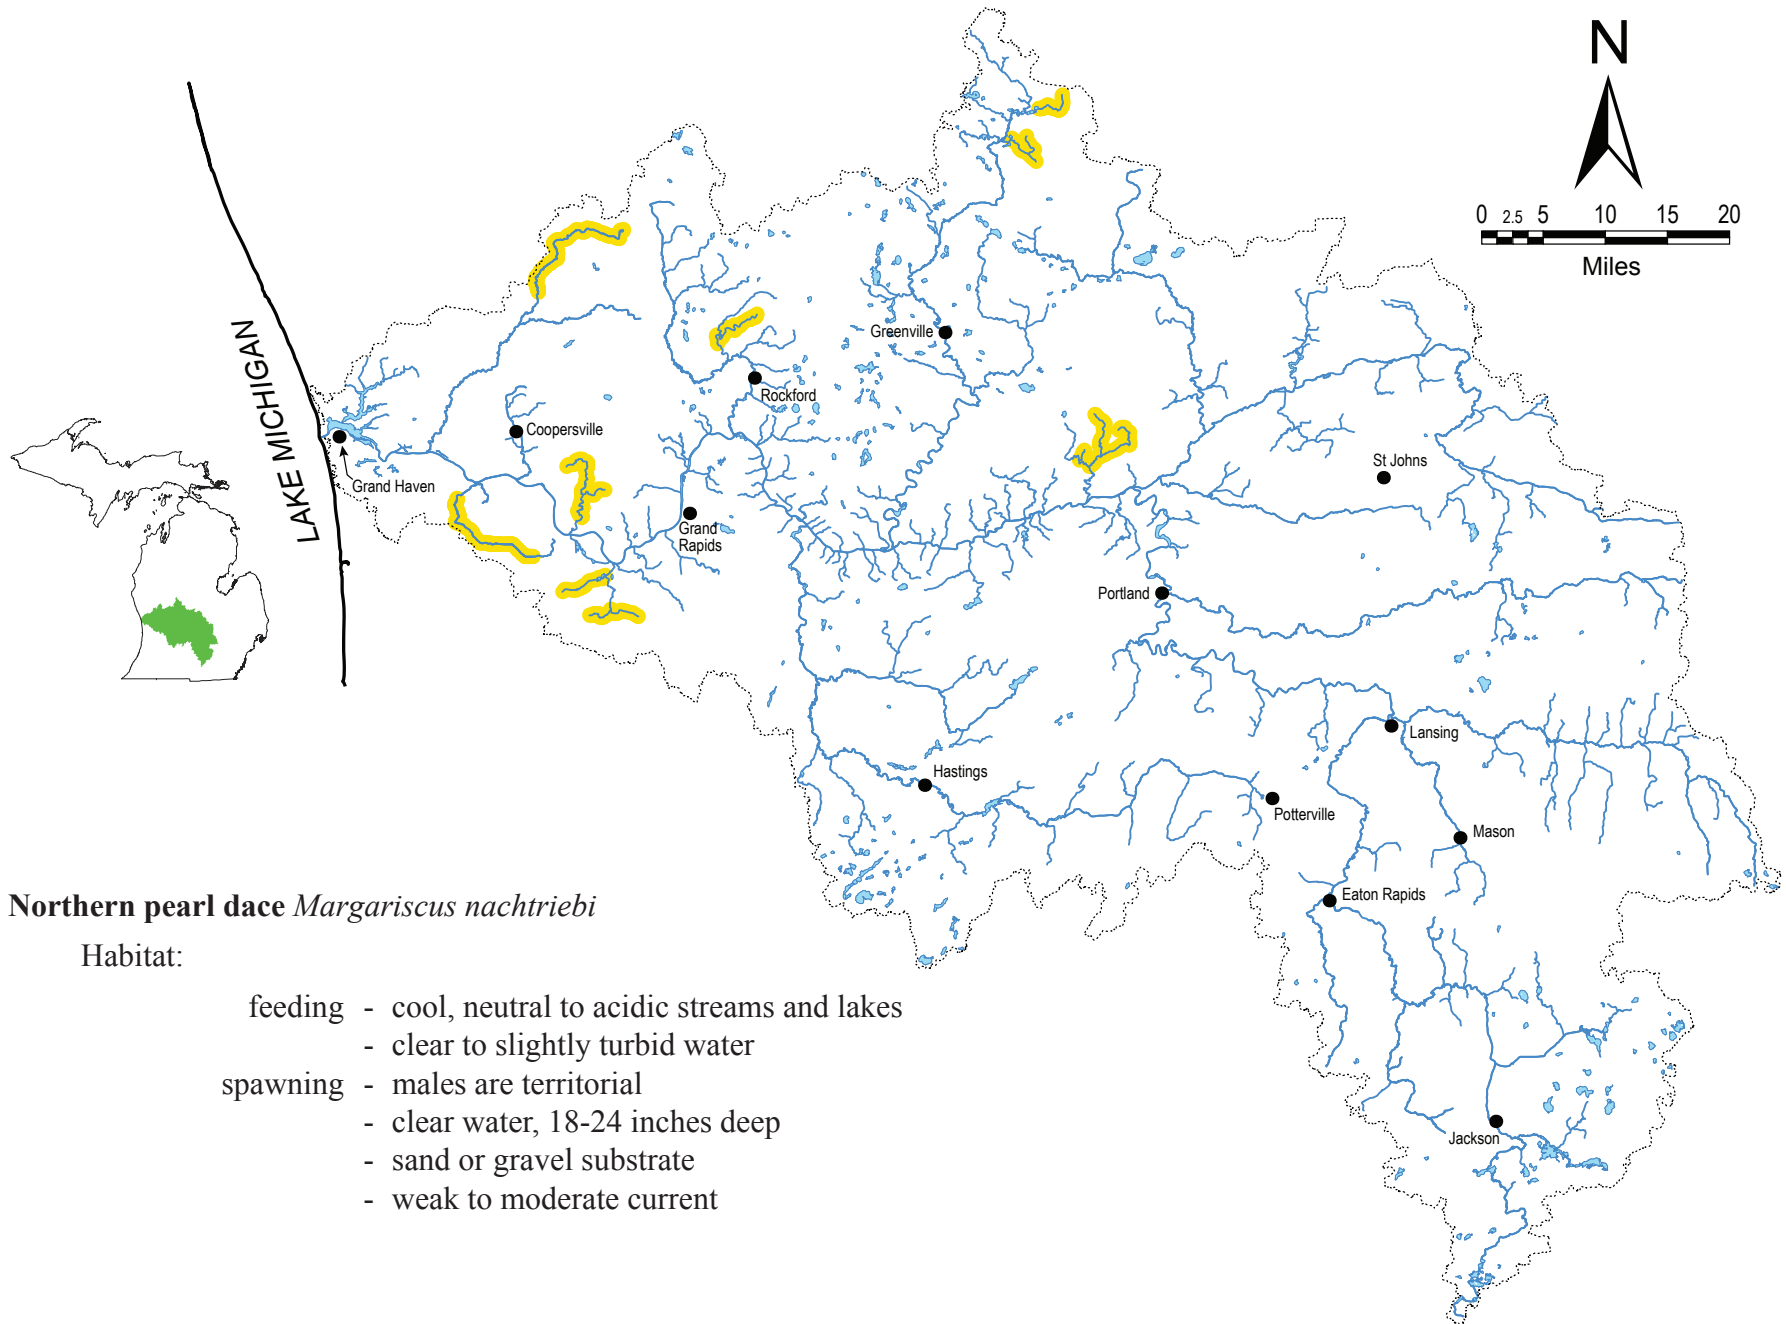 N
0 2.5 5 10 15 20
Miles
LAKE MICHIGAN
Greenville
Rockford
Coopersville
Grand Haven
St Johns
Grand
Rapids
Portland
Lansing
Hastings
Potterville
Mason
Eaton Rapids
Jackson
Northern pearl dace Margariscus nachtriebi
Habitat:
feeding - cool, neutral to acidic streams and lakes
- clear to slightly turbid water
spawning - males are territorial
- clear water, 18-24 inches deep
- sand or gravel substrate
- weak to moderate current